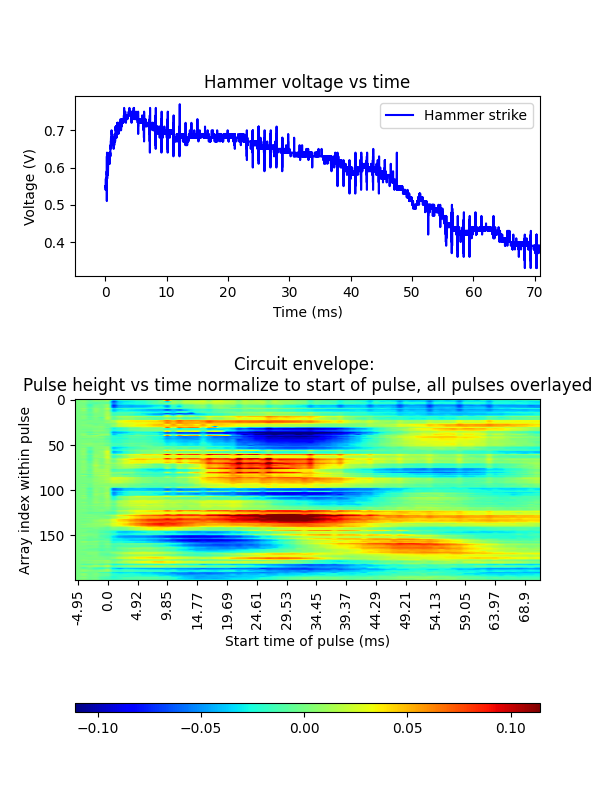 Hammer voltage vs time
Hammer strike
Voltage (V)
0.7
0.6
0.5
0.4
0 10 20 30 40 50 60 70
Time (ms)
Circuit envelope:
Pulse height vs time normalize to start of pulse, all pulses overlayed
Array index within pulse
0
50
100
150
-4.95 0.0 4.92 9.85 14.77 19.69 24.61 29.53 34.45 39.37 44.29 49.21 54.13 59.05 63.97 68.9
Start time of pulse (ms)
−0.10 −0.05 0.00 0.05 0.10